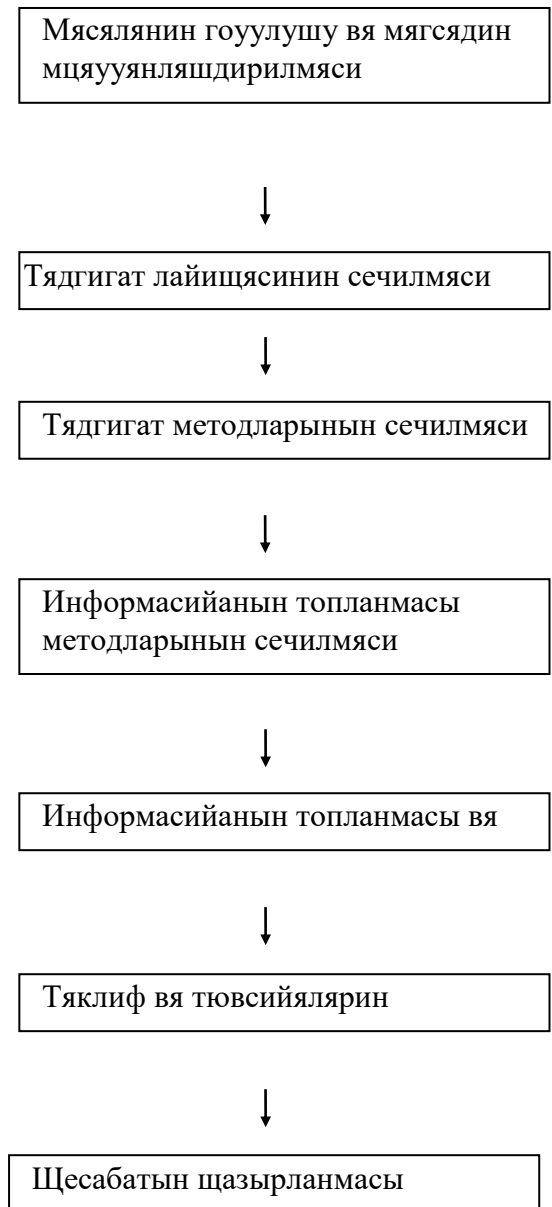 Мясялянин гоуулушу вя мягсядин
мцяууянляшдирилмяси
Тядгигат лайищясинин сечилмяси
Тядгигат методларынын сечилмяси
Информасийанын топланмасы
методларынын сечилмяси
Информасийанын топланмасы вя
Тяклиф вя тювсийялярин
Щесабатын щазырланмасы